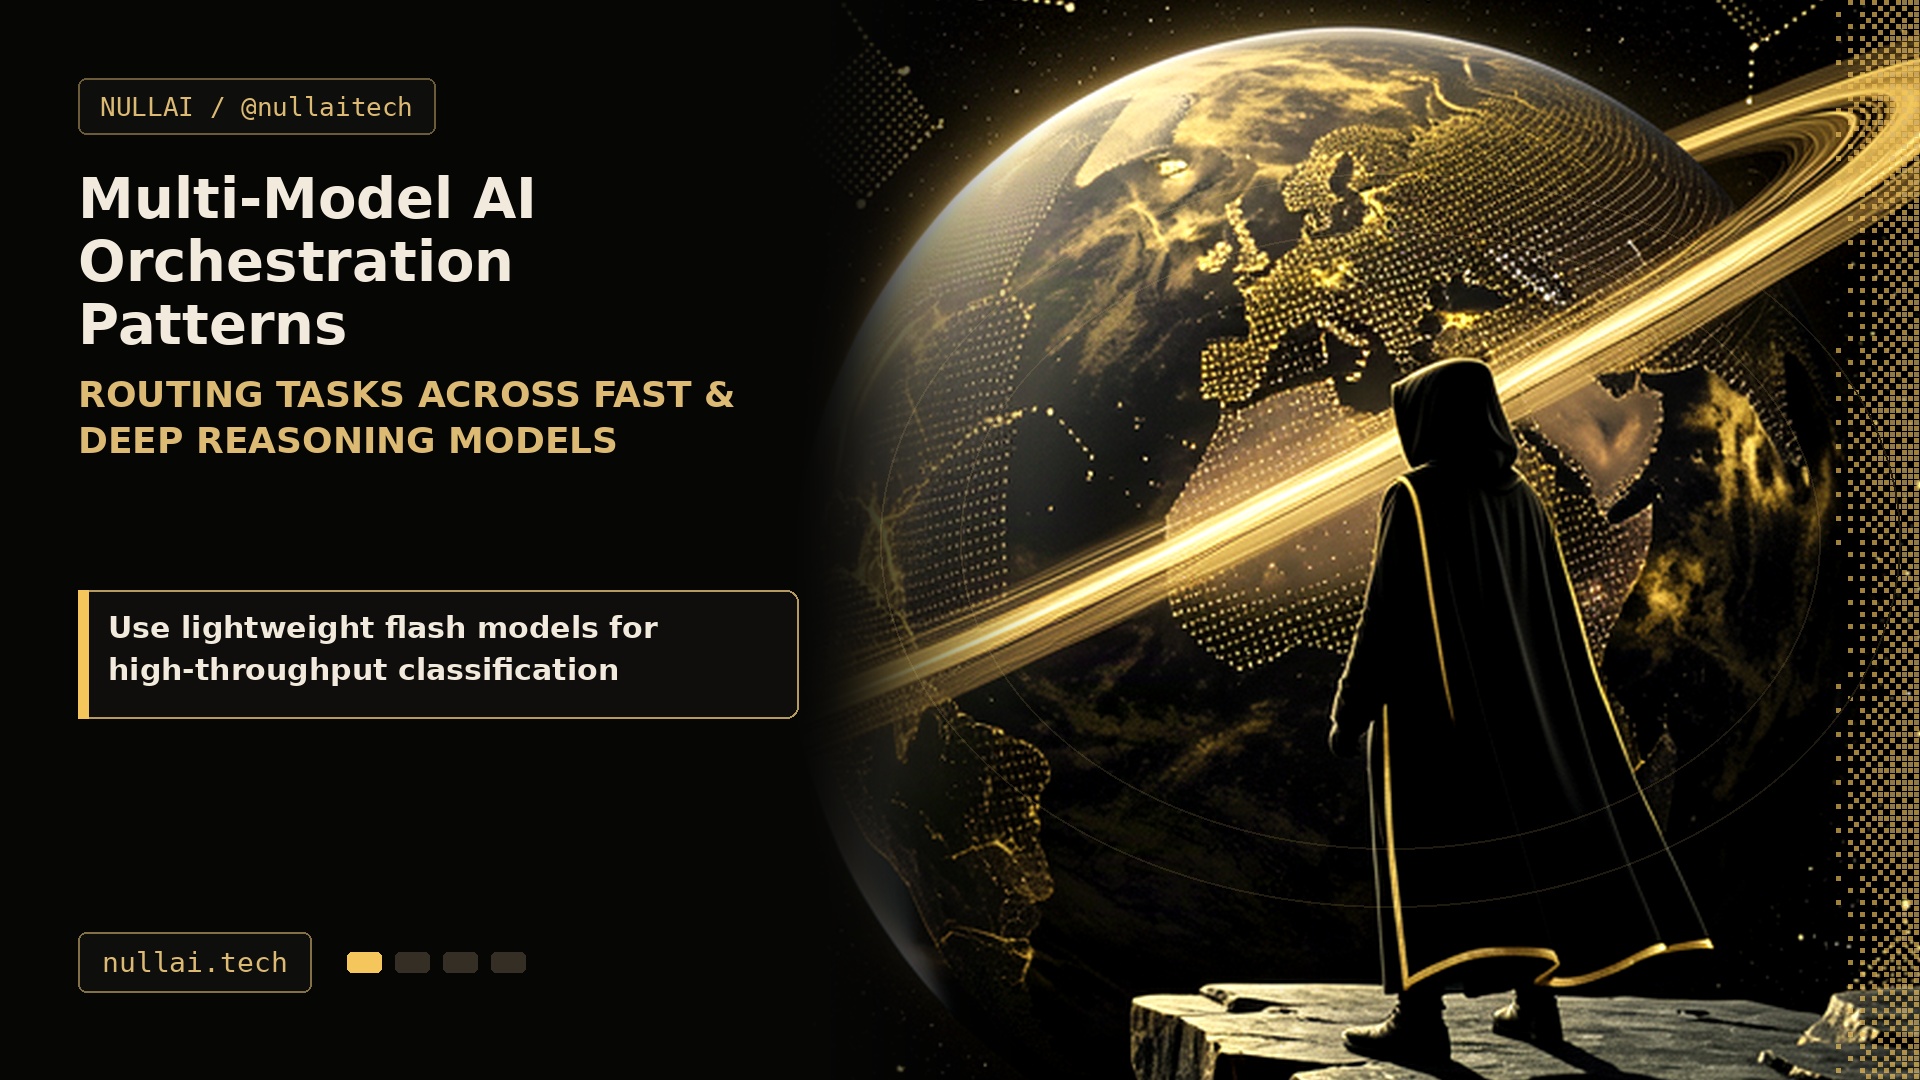 NULLAI / @nullaitech
Multi-Model AI
Orchestration
Patterns
ROUTING TASKS ACROSS FAST &
DEEP REASONING MODELS
Use lightweight flash models for
high-throughput classification
nullai.tech